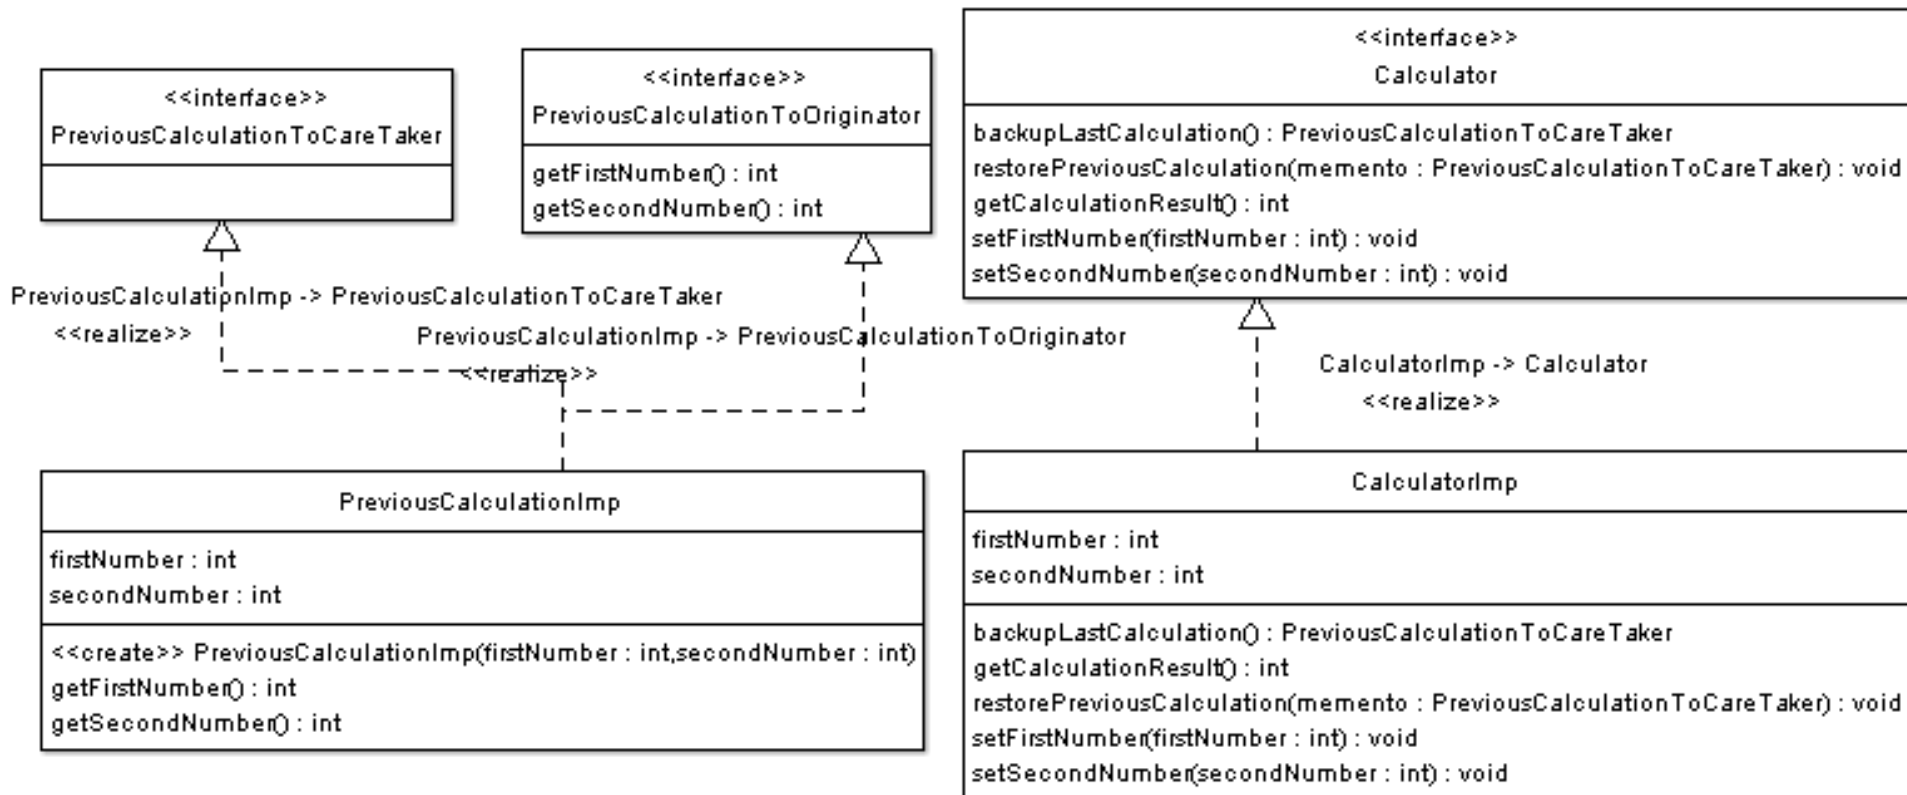 <<interface>>
PreviousCalculationToCareTaker
<<interface>>
PreviousCalculationToOriginator
getFirstNumber() : int
getSecondNumber() : int
<<interface>>
Calculator
backupLastCalculation() : PreviousCalculationToCareTaker
restorePreviousCalculation(memento : PreviousCalculationToCareTaker) : void
getCalculationResult() : int
setFirstNumber(firstNumber : int) : void
setSecondNumber(secondNumber : int) : void
PreviousCalculationImp -> PreviousCalculationToCareTaker
<<realize>>
PreviousCalculationImp -> PreviousCalculationToOriginator
<<realize>>
CalculatorImp -> Calculator
<<realize>>
PreviousCalculationImp
firstNumber : int
secondNumber : int
<<create>> PreviousCalculationImp(firstNumber : int,secondNumber : int)
getFirstNumber() : int
getSecondNumber() : int
CalculatorImp
firstNumber : int
secondNumber : int
backupLastCalculation() : PreviousCalculationToCareTaker
getCalculationResult() : int
restorePreviousCalculation(memento : PreviousCalculationToCareTaker) : void
setFirstNumber(firstNumber : int) : void
setSecondNumber(secondNumber : int) : void